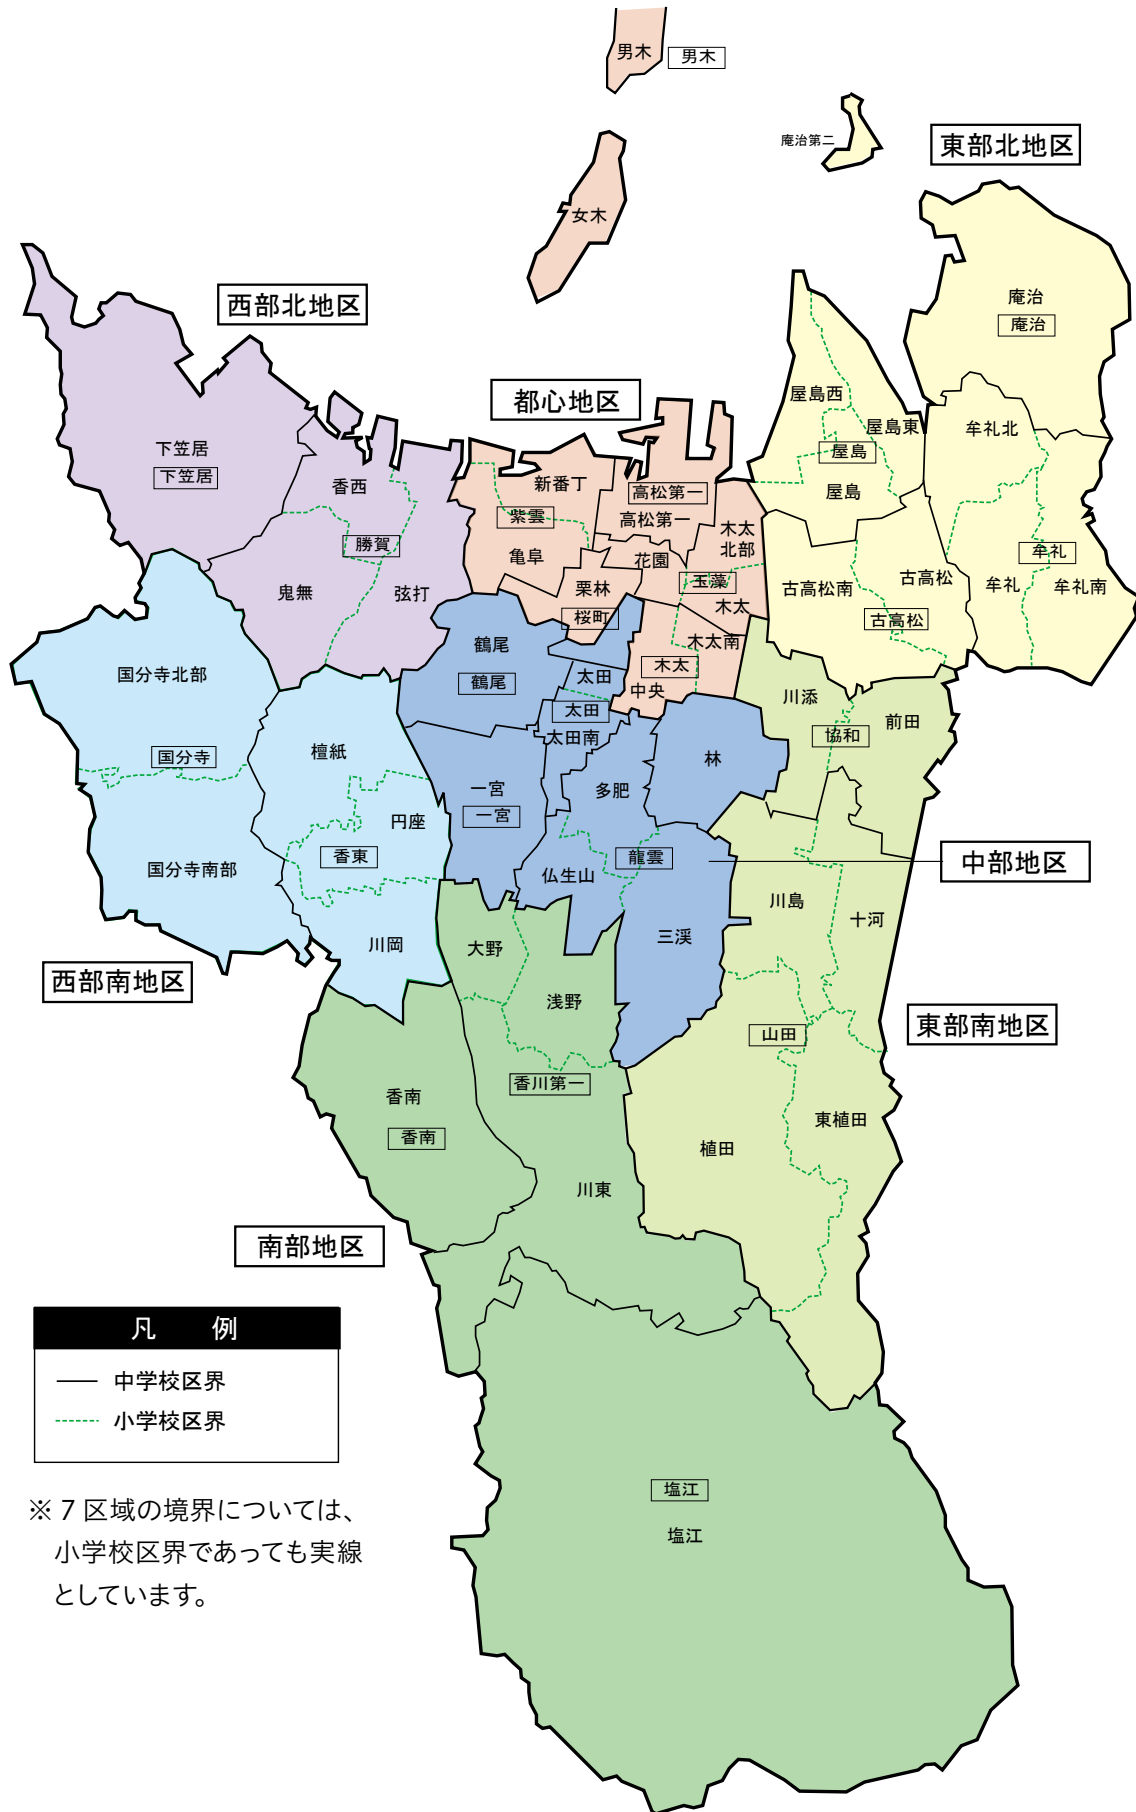 男木
男木
庵治第二
東部北地区
女木
庵治
庵治
西部北地区
都心地区
屋島西
屋島東
屋島
屋島
牟礼北
下笠居
下笠居
香西
勝賀
鬼無
弦打
新番丁
紫雲
亀阜
高松第一
高松第一
木太
北部
花園
玉藻
栗林
桜町
木太
木太南
木太
中央
古高松南
古高松
古高松
牟礼
牟礼
牟礼南
国分寺北部
国分寺
国分寺南部
檀紙
円座
香東
川岡
鶴尾
鶴尾
太田
太田
太田南
一宮
一宮
多肥
林
仏生山
龍雲
三渓
川添
前田
協和
中部地区
川島
十河
西部南地区
大野
浅野
東部南地区
山田
香川第一
香南
香南
東植田
植田
川東
南部地区
凡　例
中学校区界
小学校区界
塩江
塩江
※７区域の境界については、
小学校区界であっても実線
としています。